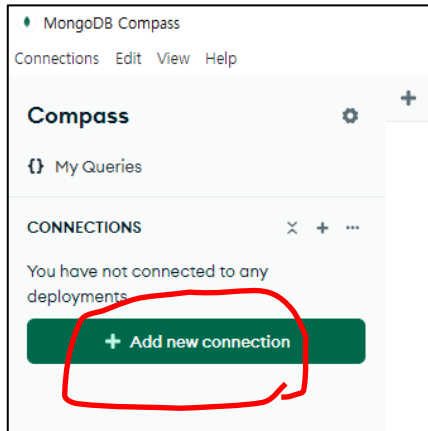 MongoDB Compass
Connections Edit View Help
Compass
{} My Queries
CONNECTIONS
You have not connected to any
deployments
+ Add new connection